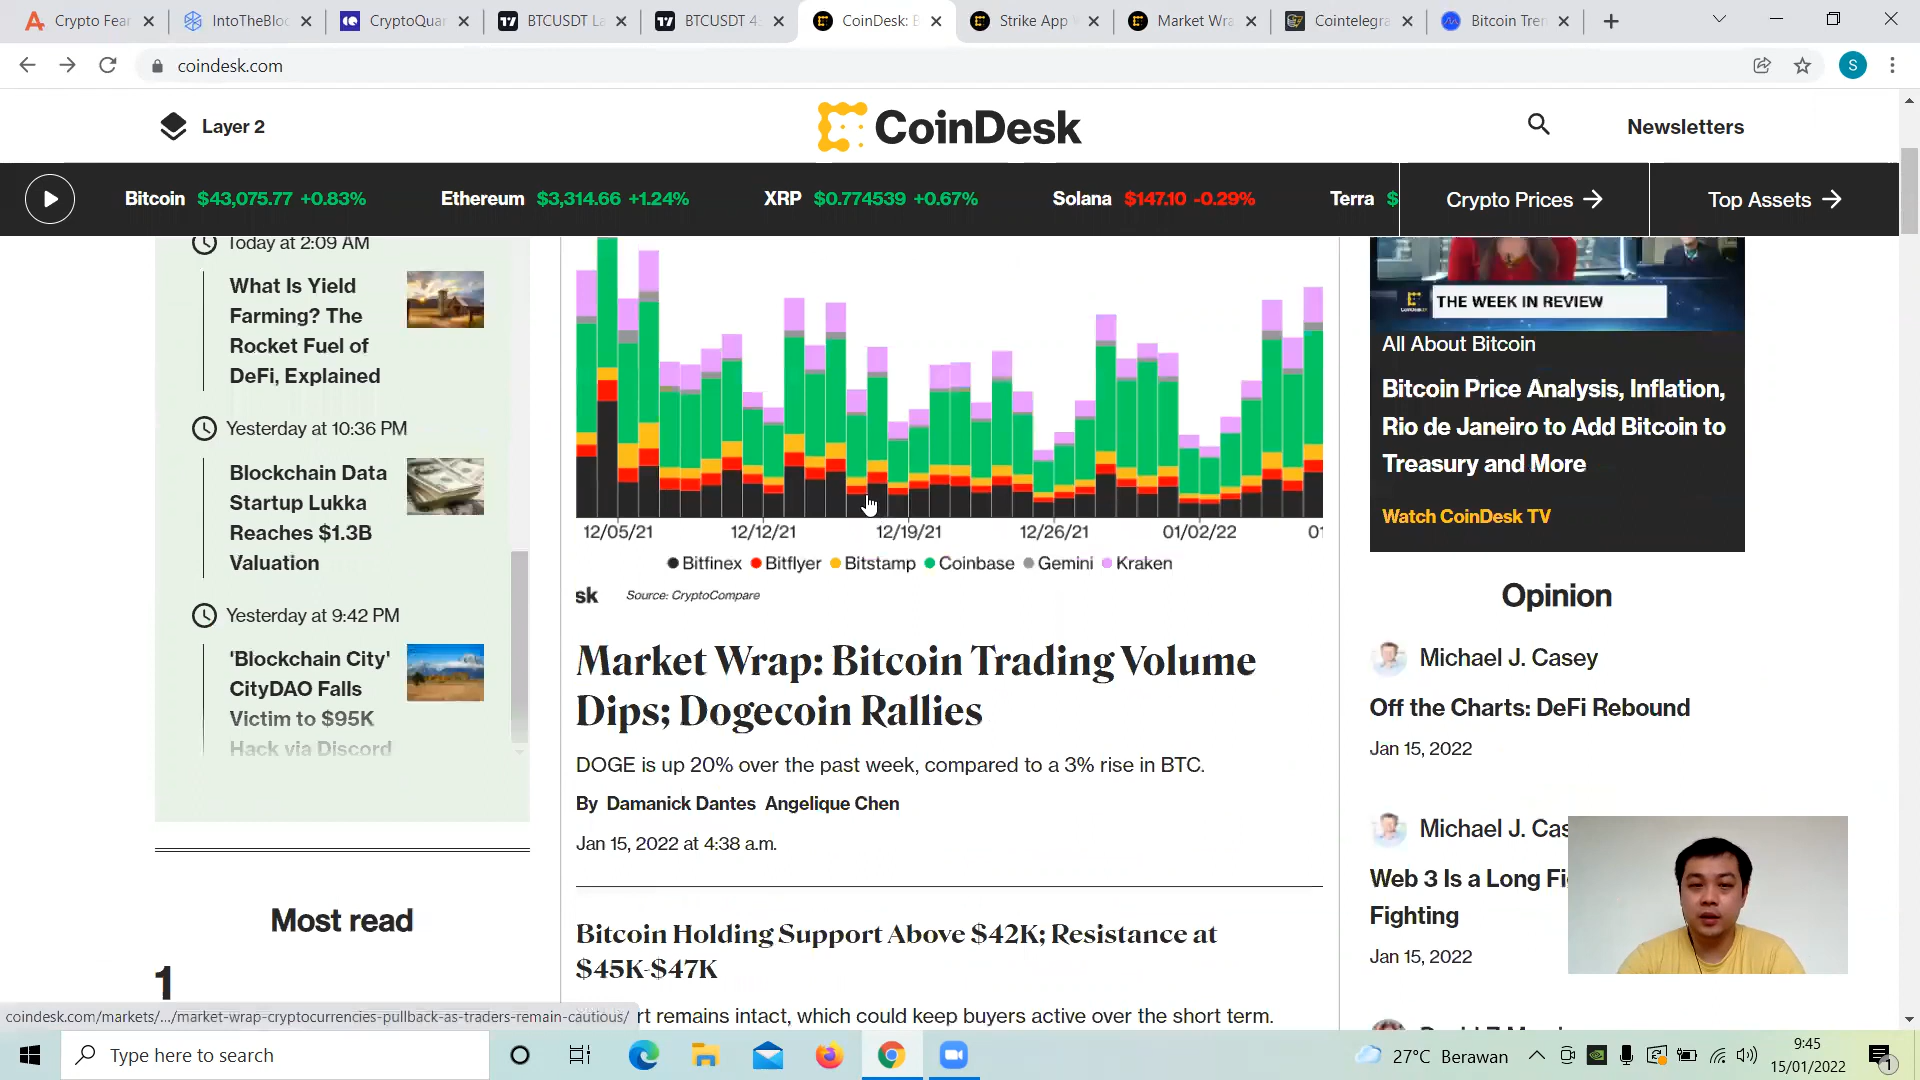 Crypto Fear
IntoTheBloc
CryptoQuan
BTCUSDT La
BTCUSDT 4
CoinDesk: B
Strike App
Market Wra
Cointelegra
Bitcoin Tren
coindesk.com
S
Layer 2
CoinDesk
Newsletters
Bitcoin $43,075.77 +0.83%
Ethereum $3,314.66 +1.24%
XRP $0.774539 +0.67%
Solana $147.10 -0.29%
Terra $
Crypto Prices →
Top Assets →
Today at 2:09 AM
What Is Yield
Farming? The
Rocket Fuel of
DeFi, Explained
Yesterday at 10:36 PM
Blockchain Data
Startup Lukka
Reaches $1.3B
Valuation
Yesterday at 9:42 PM
'Blockchain City'
CityDAO Falls
Victim to $95K
Hack via Discord
Most read
1
12/05/21 12/12/21 12/19/21 12/26/21 01/02/22 01
Bitfinex Bitflyer Bitstamp Coinbase Gemini Kraken
sk Source: CryptoCompare
Market Wrap: Bitcoin Trading Volume
Dips; Dogecoin Rallies
DOGE is up 20% over the past week, compared to a 3% rise in BTC.
By Damanick Dantes Angelique Chen
Jan 15, 2022 at 4:38 a.m.
Bitcoin Holding Support Above $42K; Resistance at
$45K-$47K
rt remains intact, which could keep buyers active over the short term.
THE WEEK IN REVIEW
All About Bitcoin
Bitcoin Price Analysis, Inflation,
Rio de Janeiro to Add Bitcoin to
Treasury and More
Watch CoinDesk TV
Opinion
Michael J. Casey
Off the Charts: DeFi Rebound
Jan 15, 2022
Michael J. Cas
Web 3 Is a Long Fi
Fighting
Jan 15, 2022
coindesk.com/markets/.../market-wrap-cryptocurrencies-pullback-as-traders-remain-cautious/
Type here to search
27°C Berawan
9:45
15/01/2022
1